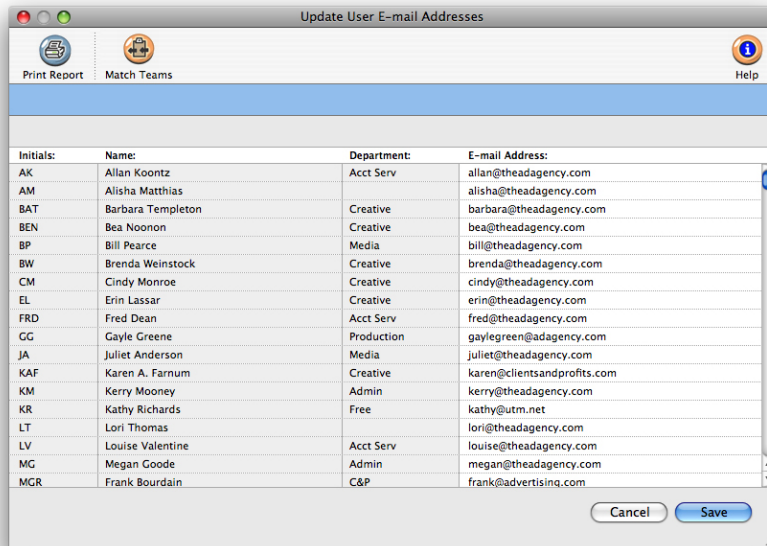 Update User E-mail Addresses
Print Report Match Teams Help
Initials: Name: Department: E-mail Address:
AK Allan Koontz Acct Serv allan@theadagency.com
AM Alisha Matthias alisha@theadagency.com
BAT Barbara Templeton Creative barbara@theadagency.com
BEN Bea Noonon Creative bea@theadagency.com
BP Bill Pearce Media bill@theadagency.com
BW Brenda Weinstock Creative brenda@theadagency.com
CM Cindy Monroe Creative cindy@theadagency.com
EL Erin Lassar Creative erin@theadagency.com
FRD Fred Dean Acct Serv fred@theadagency.com
GG Gayle Greene Production gaylegreen@adagency.com
JA Juliet Anderson Media juliet@theadagency.com
KAF Karen A. Farnum Creative karen@clientsandprofits.com
KM Kerry Mooney Admin kerry@theadagency.com
KR Kathy Richards Free kathy@utm.net
LT Lori Thomas lori@theadagency.com
LV Louise Valentine Acct Serv louise@theadagency.com
MG Megan Goode Admin megan@theadagency.com
MGR Frank Bourdain C&P frank@advertising.com
Cancel Save